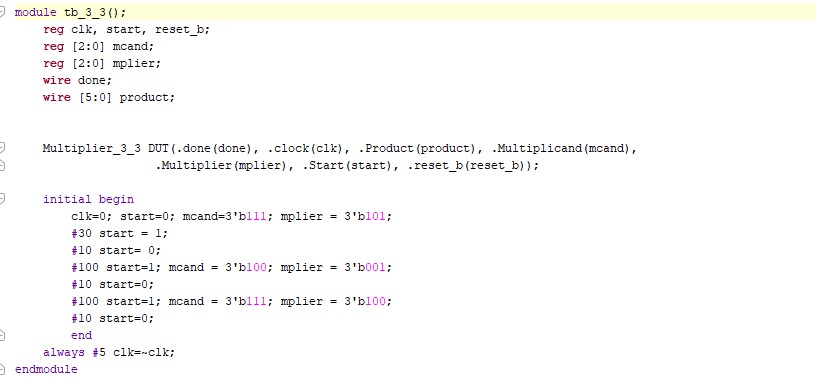 module tb_3_3();
reg clk, start, reset_b;
reg [2:0] mcand;
reg [2:0] mplier;
wire done;
wire [5:0] product;
Multiplier_3_3 DUT(.done(done), .clock(clk), .Product(product), .Multiplicand(mcand),
.Multiplier(mplier), .Start(start), .reset_b(reset_b));
initial begin
clk=0; start=0; mcand=3'b111; mplier = 3'b101;
#30 start = 1;
#10 start= 0;
#100 start=1; mcand = 3'b100; mplier = 3'b001;
#10 start=0;
#100 start=1; mcand = 3'b111; mplier = 3'b100;
#10 start=0;
end
always #5 clk=~clk;
endmodule